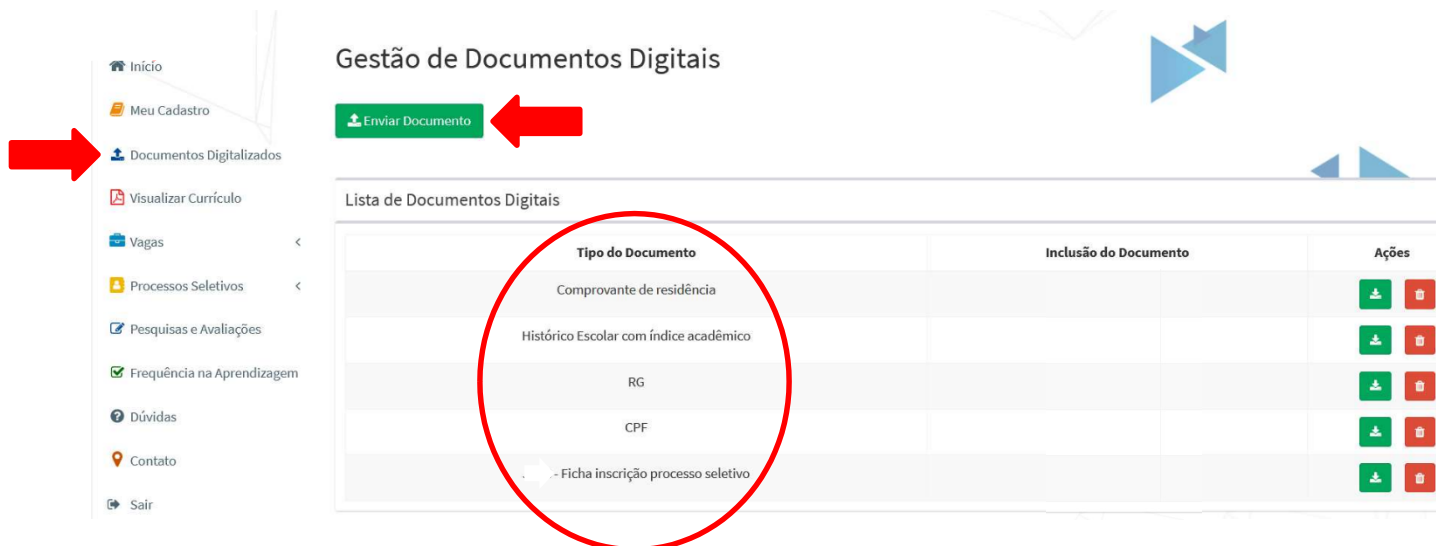 Início
Meu Cadastro
Documentos Digitalizados
Visualizar Currículo
Vagas <
Processos Seletivos <
Pesquisas e Avaliações
Frequência na Aprendizagem
Dúvidas
Contato
Sair
Gestão de Documentos Digitais
Enviar Documento
Lista de Documentos Digitais
Tipo do Documento Inclusão do Documento Ações
Comprovante de residência
Histórico Escolar com índice acadêmico
RG
CPF
- Ficha inscrição processo seletivo